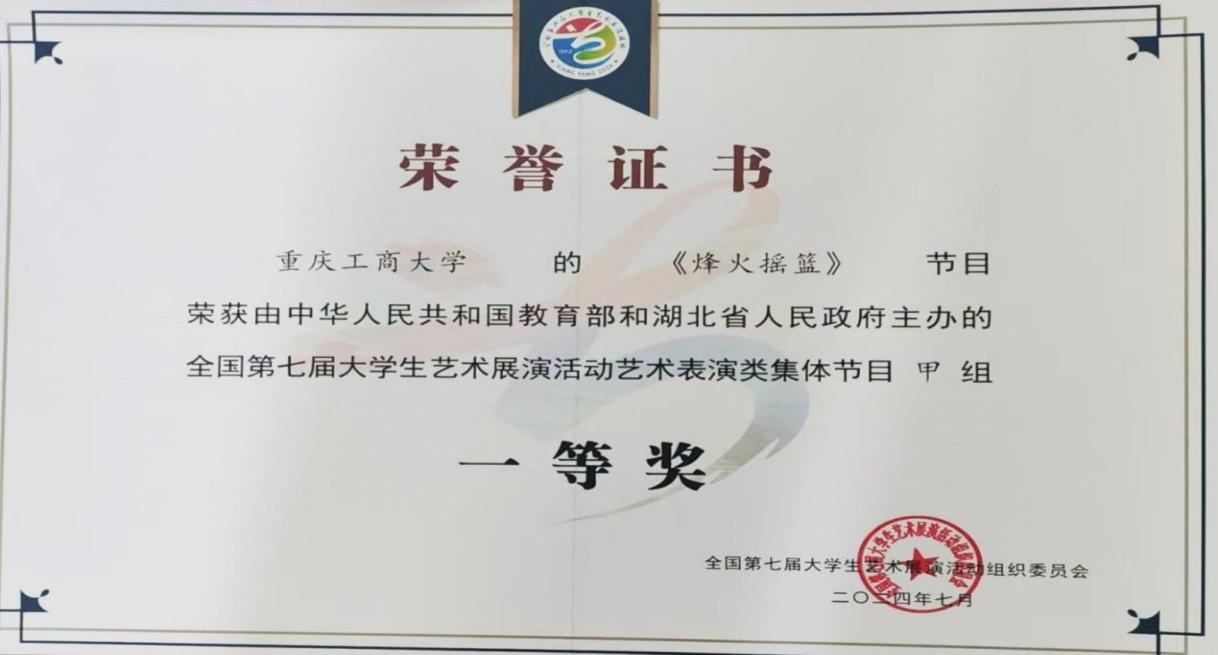 荣誉证书
重庆工商大学 的 《烽火摇篮》 节目
荣获由中华人民共和国教育部和湖北省人民政府主办的
全国第七届大学生艺术展演活动艺术表演类集体节目 甲 组
一等奖
全国第七届大学生艺术展演活动组织委员会
二〇二四年七月